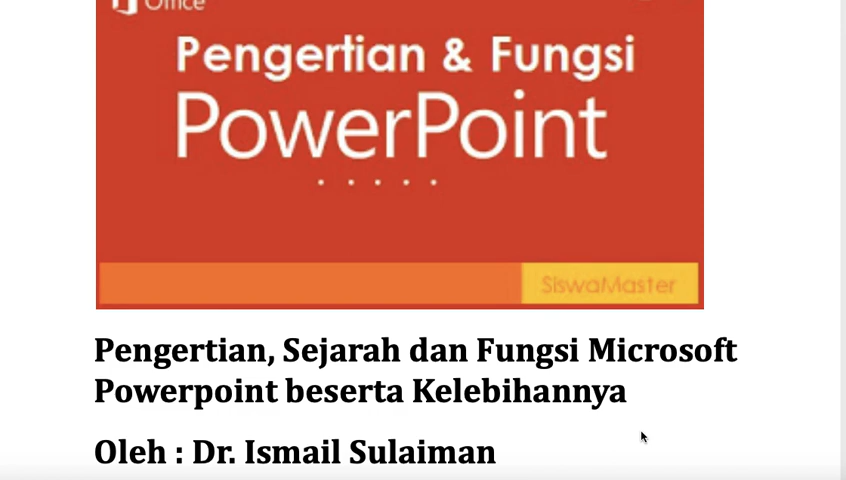 Office
Pengertian & Fungsi
PowerPoint
SiswaMaster
Pengertian, Sejarah dan Fungsi Microsoft
Powerpoint beserta Kelebihannya
Oleh : Dr. Ismail Sulaiman